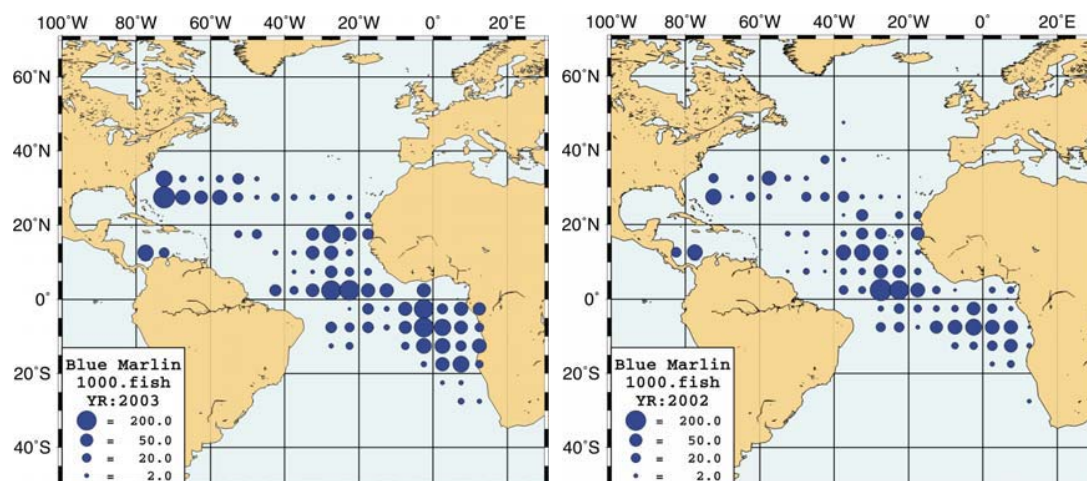 100°W 80°W 60°W 40°W 20°W 0° 20°E
60°N
40°N
20°N
0°
20°S
40°S
Blue Marlin
1000.fish
YR:2003
= 200.0
= 50.0
= 20.0
= 2.0
100°W 80°W 60°W 40°W 20°W 0° 20°E
60°N
40°N
20°N
0°
20°S
40°S
Blue Marlin
1000.fish
YR:2002
= 200.0
= 50.0
= 20.0
= 2.0